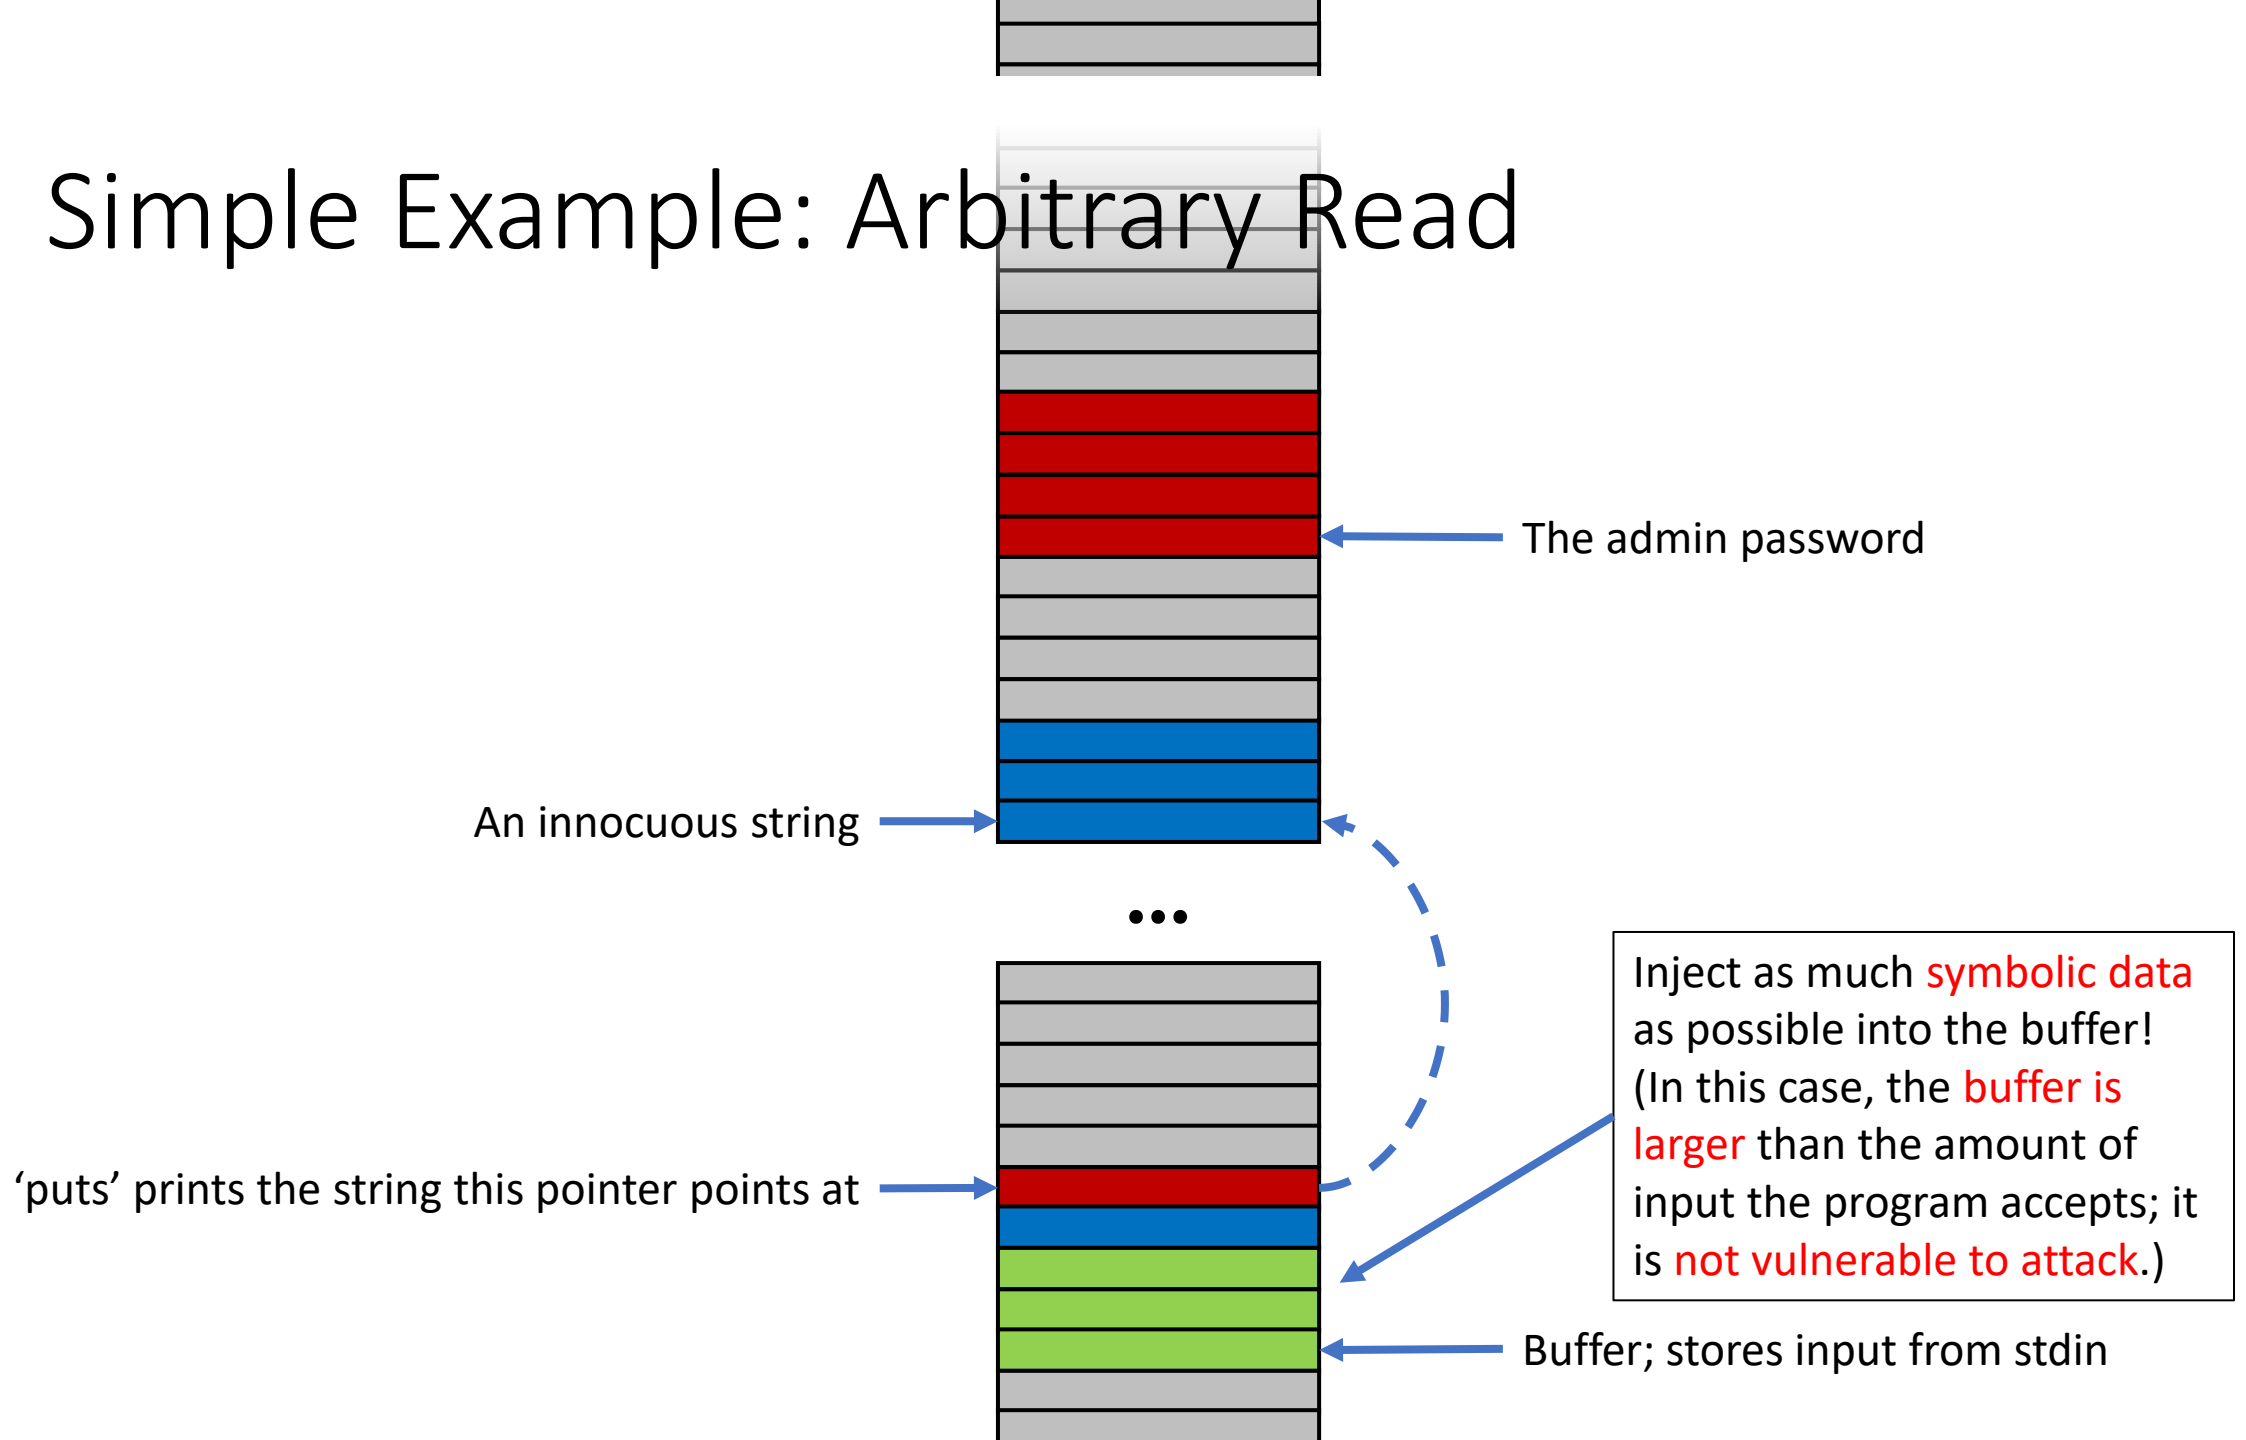 Simple Example: Arbitrary Read
The admin password
An innocuous string
...
Inject as much symbolic data
as possible into the buffer!
(In this case, the buffer is
larger than the amount of
input the program accepts; it
is not vulnerable to attack.)
‘puts’ prints the string this pointer points at
Buffer; stores input from stdin